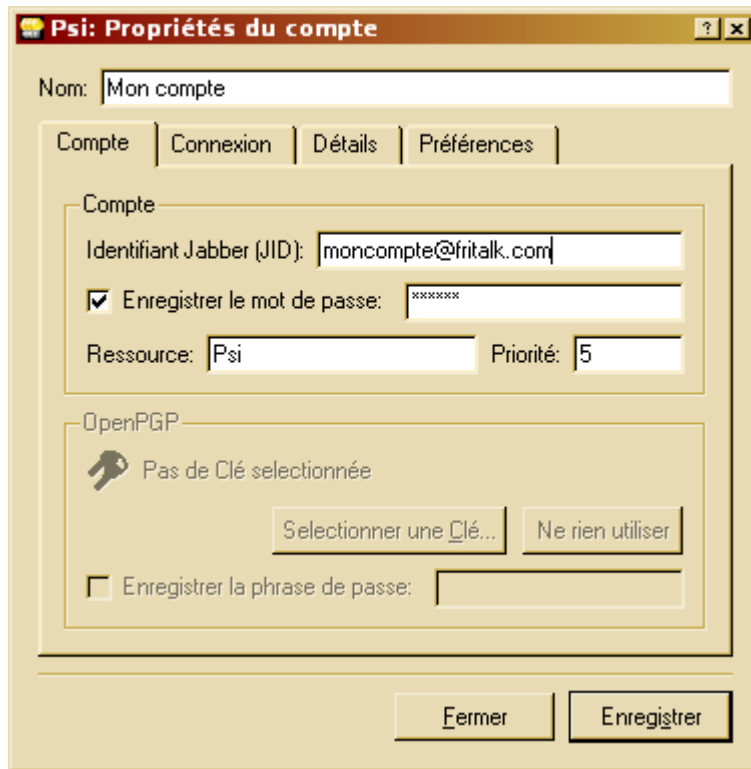 Psi: Propriétés du compte
Nom: Mon compte
Compte Connexion Détails Préférences
Compte
Identifiant Jabber (JID): moncompte@fritalk.com
Enregistrer le mot de passe: ******
Ressource: Psi Priorité: 5
OpenPGP
Pas de Clé selectionnée
Selectionner une Clé... Ne rien utiliser
Enregistrer la phrase de passe:
Fermer Enregistrer